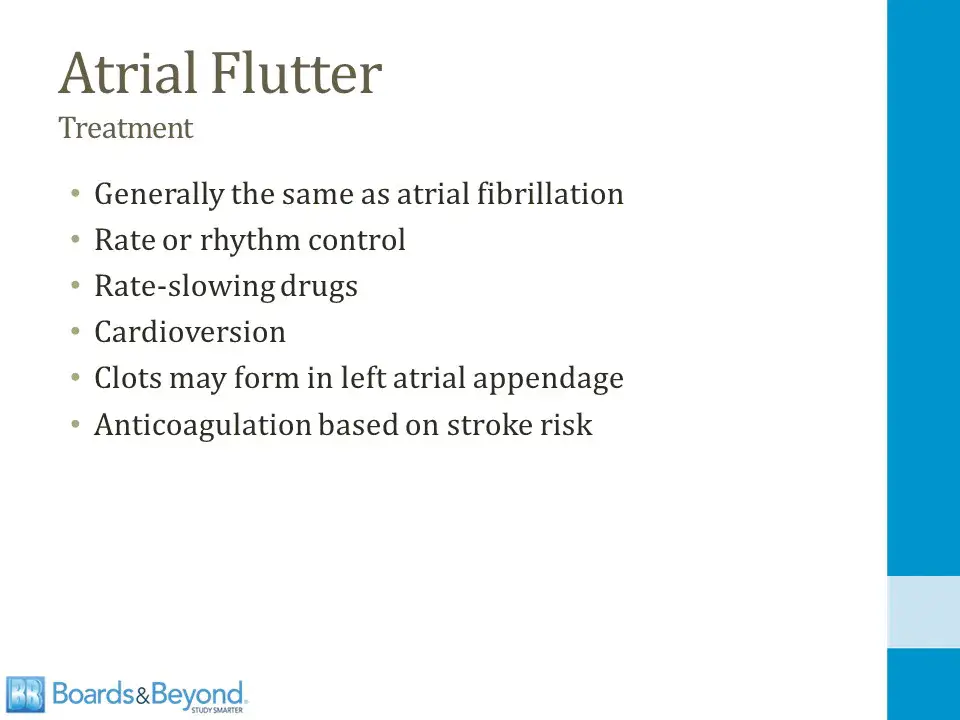 Atrial Flutter
Treatment
• Generally the same as atrial fibrillation
• Rate or rhythm control
• Rate-slowing drugs
• Cardioversion
• Clots may form in left atrial appendage
• Anticoagulation based on stroke risk
BB Boards&Beyond.
STUDY SMARTER